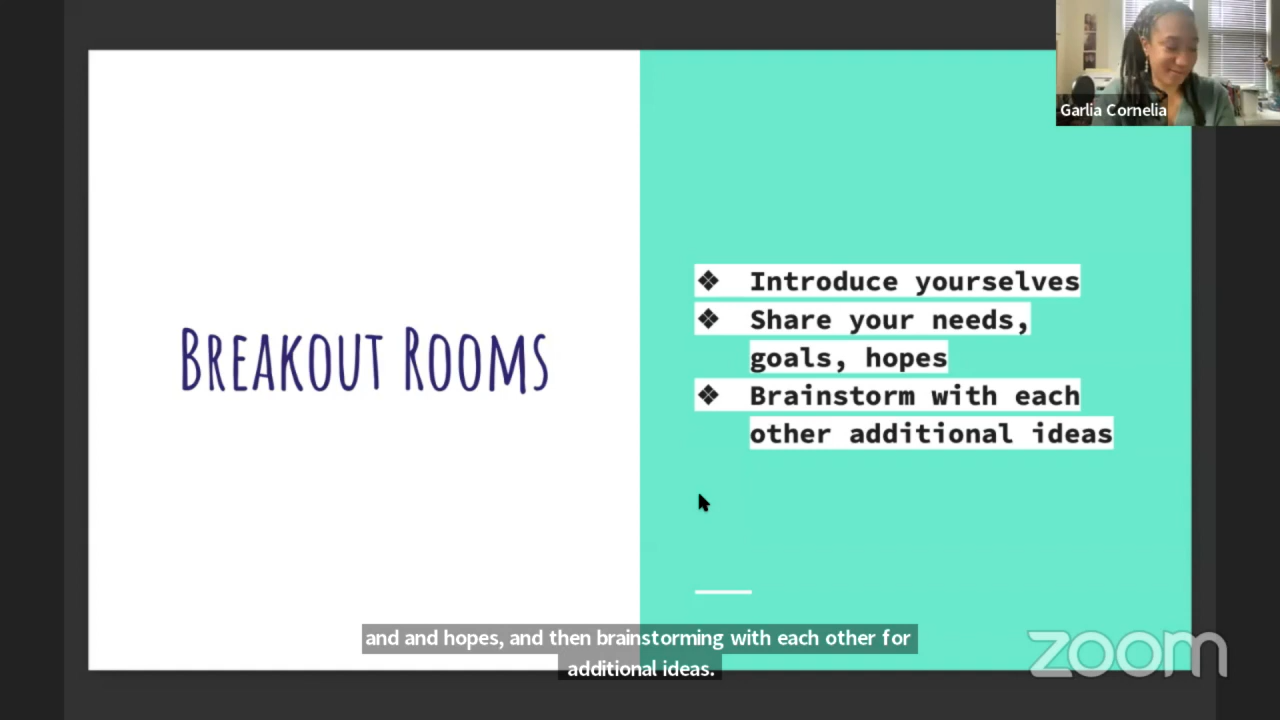 Garlia Cornelia
BREAKOUT ROOMS
❖ Introduce yourselves
❖ Share your needs,
goals, hopes
❖ Brainstorm with each
other additional ideas
and and hopes, and then brainstorming with each other for
additional ideas.
zoom